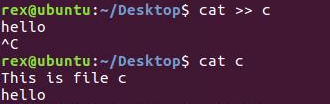 rex@ubuntu:~/Desktop$ cat >> c
hello
^C
rex@ubuntu:~/Desktop$ cat c
This is file c
hello